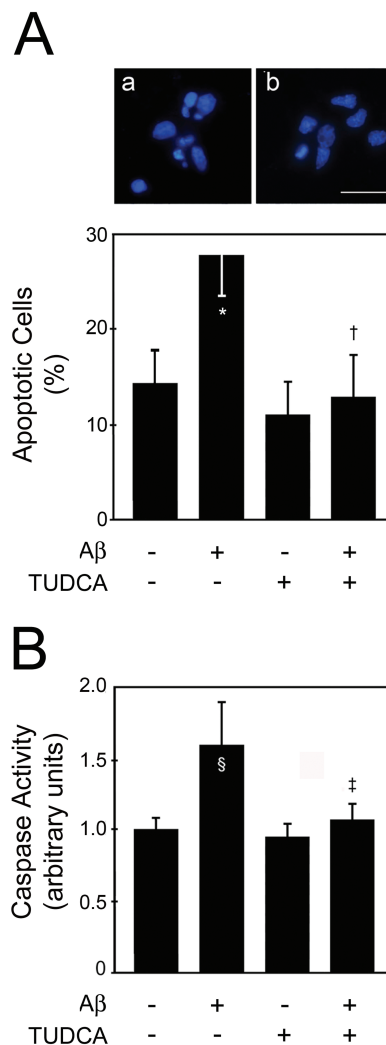 A
a
b
30
20
10
0
Apoptotic Cells
(%)
*
†
Aβ - + - +
TUDCA - - + +
B
2.0
1.5
1.0
0.5
0
Caspase Activity
(arbitrary units)
§
‡
Aβ - + - +
TUDCA - - + +